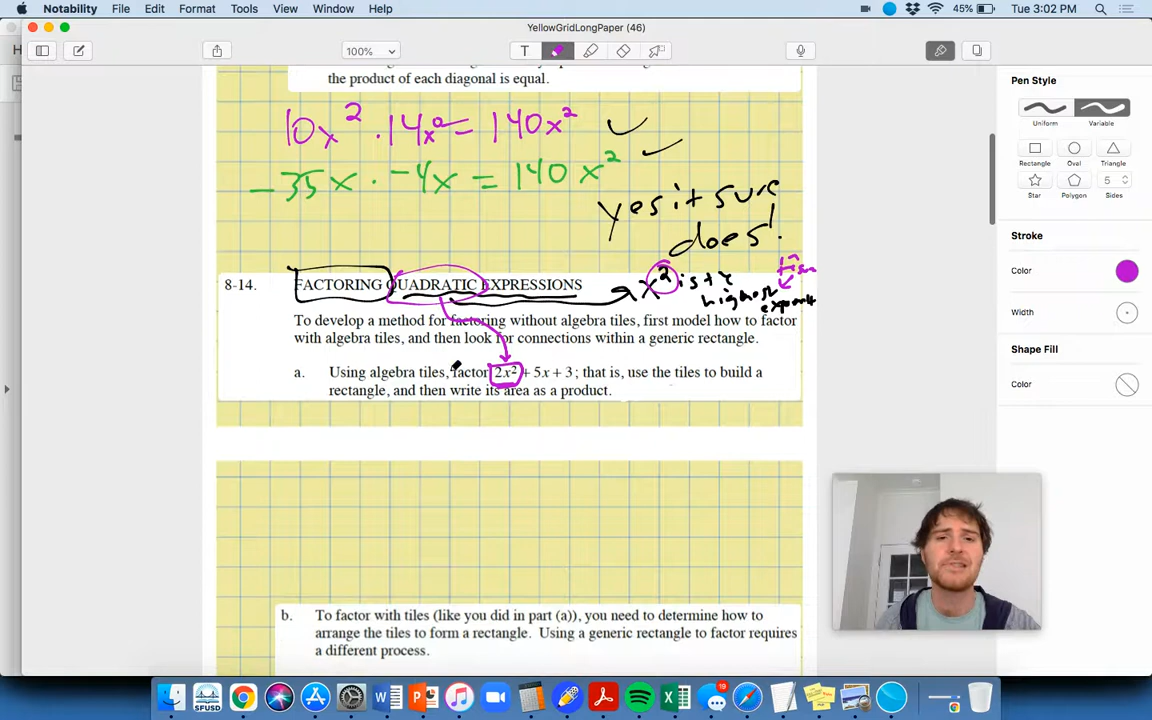 Notability File Edit Format Tools View Window Help 45% Tue 3:02 PM
YellowGridLongPaper (46)
100% T
the product of each diagonal is equal.
10x² · 14x² = 140x²
-35x · -4x = 140x²
yes it sure
does!
8-14. FACTORING QUADRATIC EXPRESSIONS
x² is the
highest
exponent
To develop a method for factoring without algebra tiles, first model how to factor
with algebra tiles, and then look for connections within a generic rectangle.
a. Using algebra tiles, factor 2x² + 5x + 3; that is, use the tiles to build a
rectangle, and then write its area as a product.
b. To factor with tiles (like you did in part (a)), you need to determine how to
arrange the tiles to form a rectangle. Using a generic rectangle to factor requires
a different process.
Pen Style
Uniform Variable
Rectangle Oval Triangle
5
Star Polygon Sides
Stroke
Color
Width
Shape Fill
Color
SFUSD
19